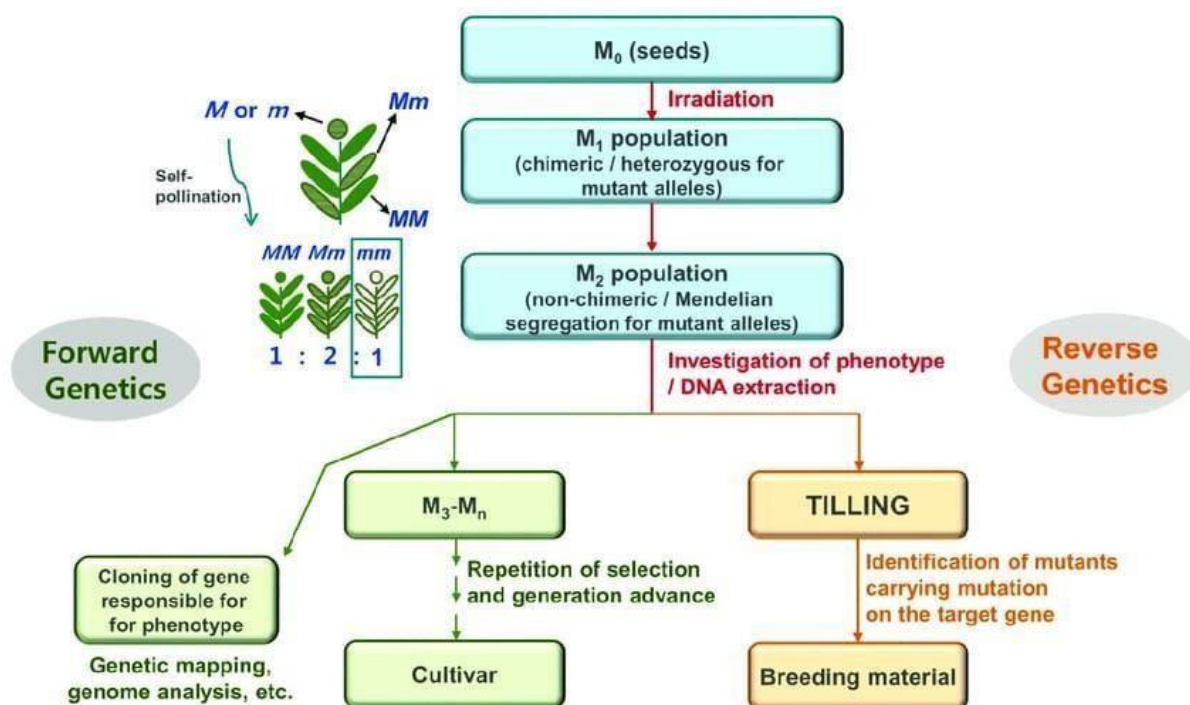 M₀ (seeds)
Irradiation
M₁ population
(chimeric / heterozygous for
mutant alleles)
M or m
Mm
Self-
pollination
MM
MM Mm mm
1 : 2 : 1
M₂ population
(non-chimeric / Mendelian
segregation for mutant alleles)
Forward
Genetics
Reverse
Genetics
Investigation of phenotype
/ DNA extraction
M₃-Mₙ
TILLING
Cloning of gene
responsible for
for phenotype
Genetic mapping,
genome analysis, etc.
Repetition of selection
and generation advance
Cultivar
Identification of mutants
carrying mutation
on the target gene
Breeding material